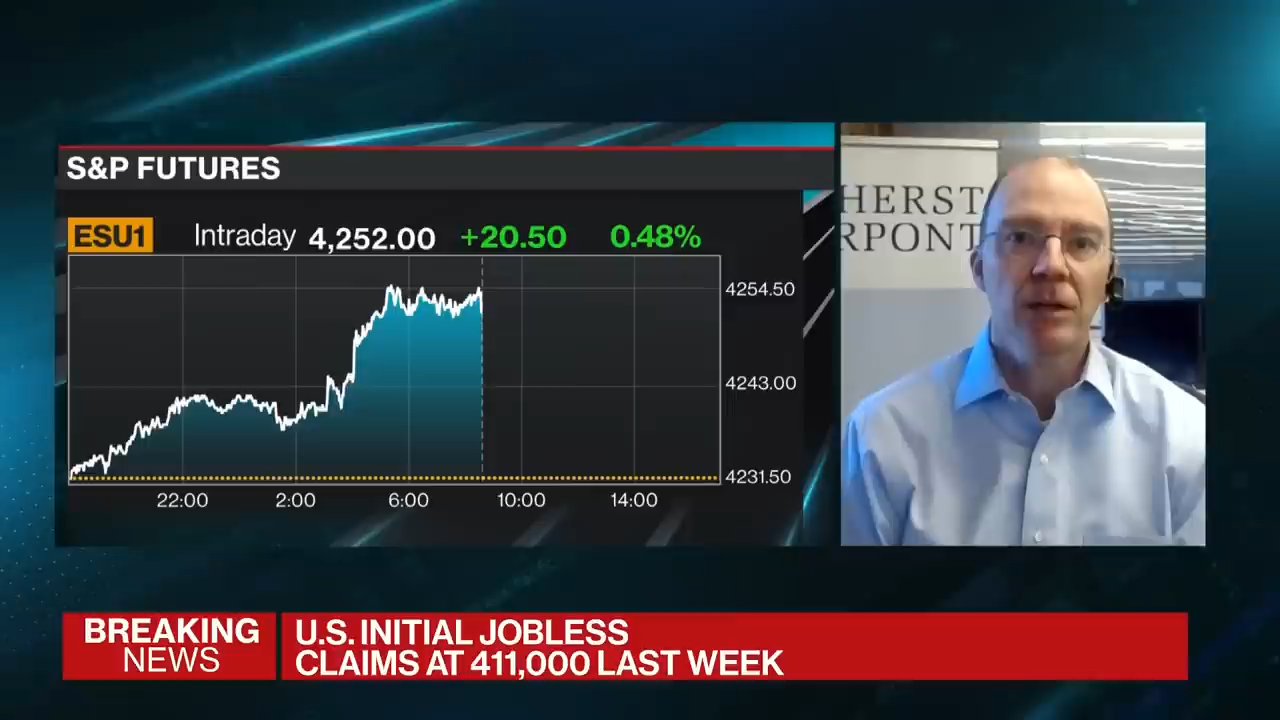 S&P FUTURES
ESU1 Intraday 4,252.00 +20.50 0.48%
4254.50
4243.00
4231.50
22:00 2:00 6:00 10:00 14:00
HERST
RPONT
BREAKING
NEWS
U.S. INITIAL JOBLESS
CLAIMS AT 411,000 LAST WEEK